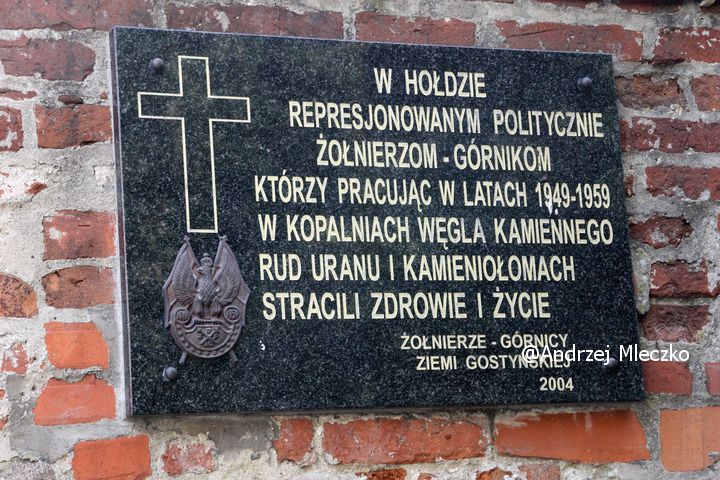 W HOŁDZIE
REPRESJONOWANYM POLITYCZNIE
ŻOŁNIERZOM - GÓRNIKOM
KTÓRZY PRACUJĄC W LATACH 1949-1959
W KOPALNIACH WĘGLA KAMIENNEGO
RUD URANU I KAMIENIOŁOMACH
STRACILI ZDROWIE I ŻYCIE
ŻOŁNIERZE - GÓRNICY
ZIEMI GOSTYŃSKIEJ
2004
@Andrzej Mleczko